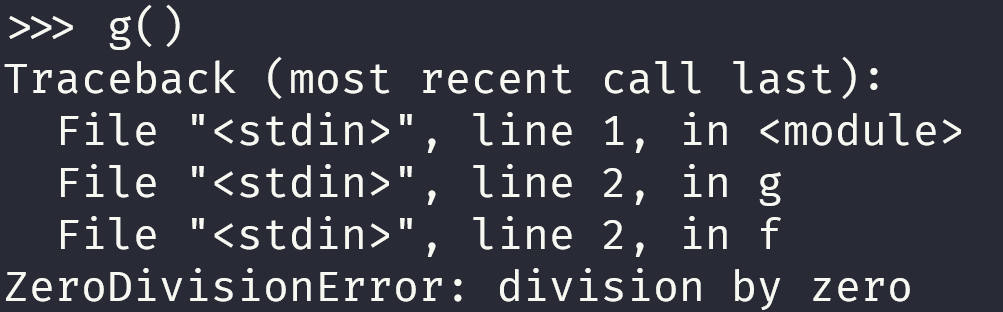 >>> g()
Traceback (most recent call last):
  File "<stdin>", line 1, in <module>
  File "<stdin>", line 2, in g
  File "<stdin>", line 2, in f
ZeroDivisionError: division by zero